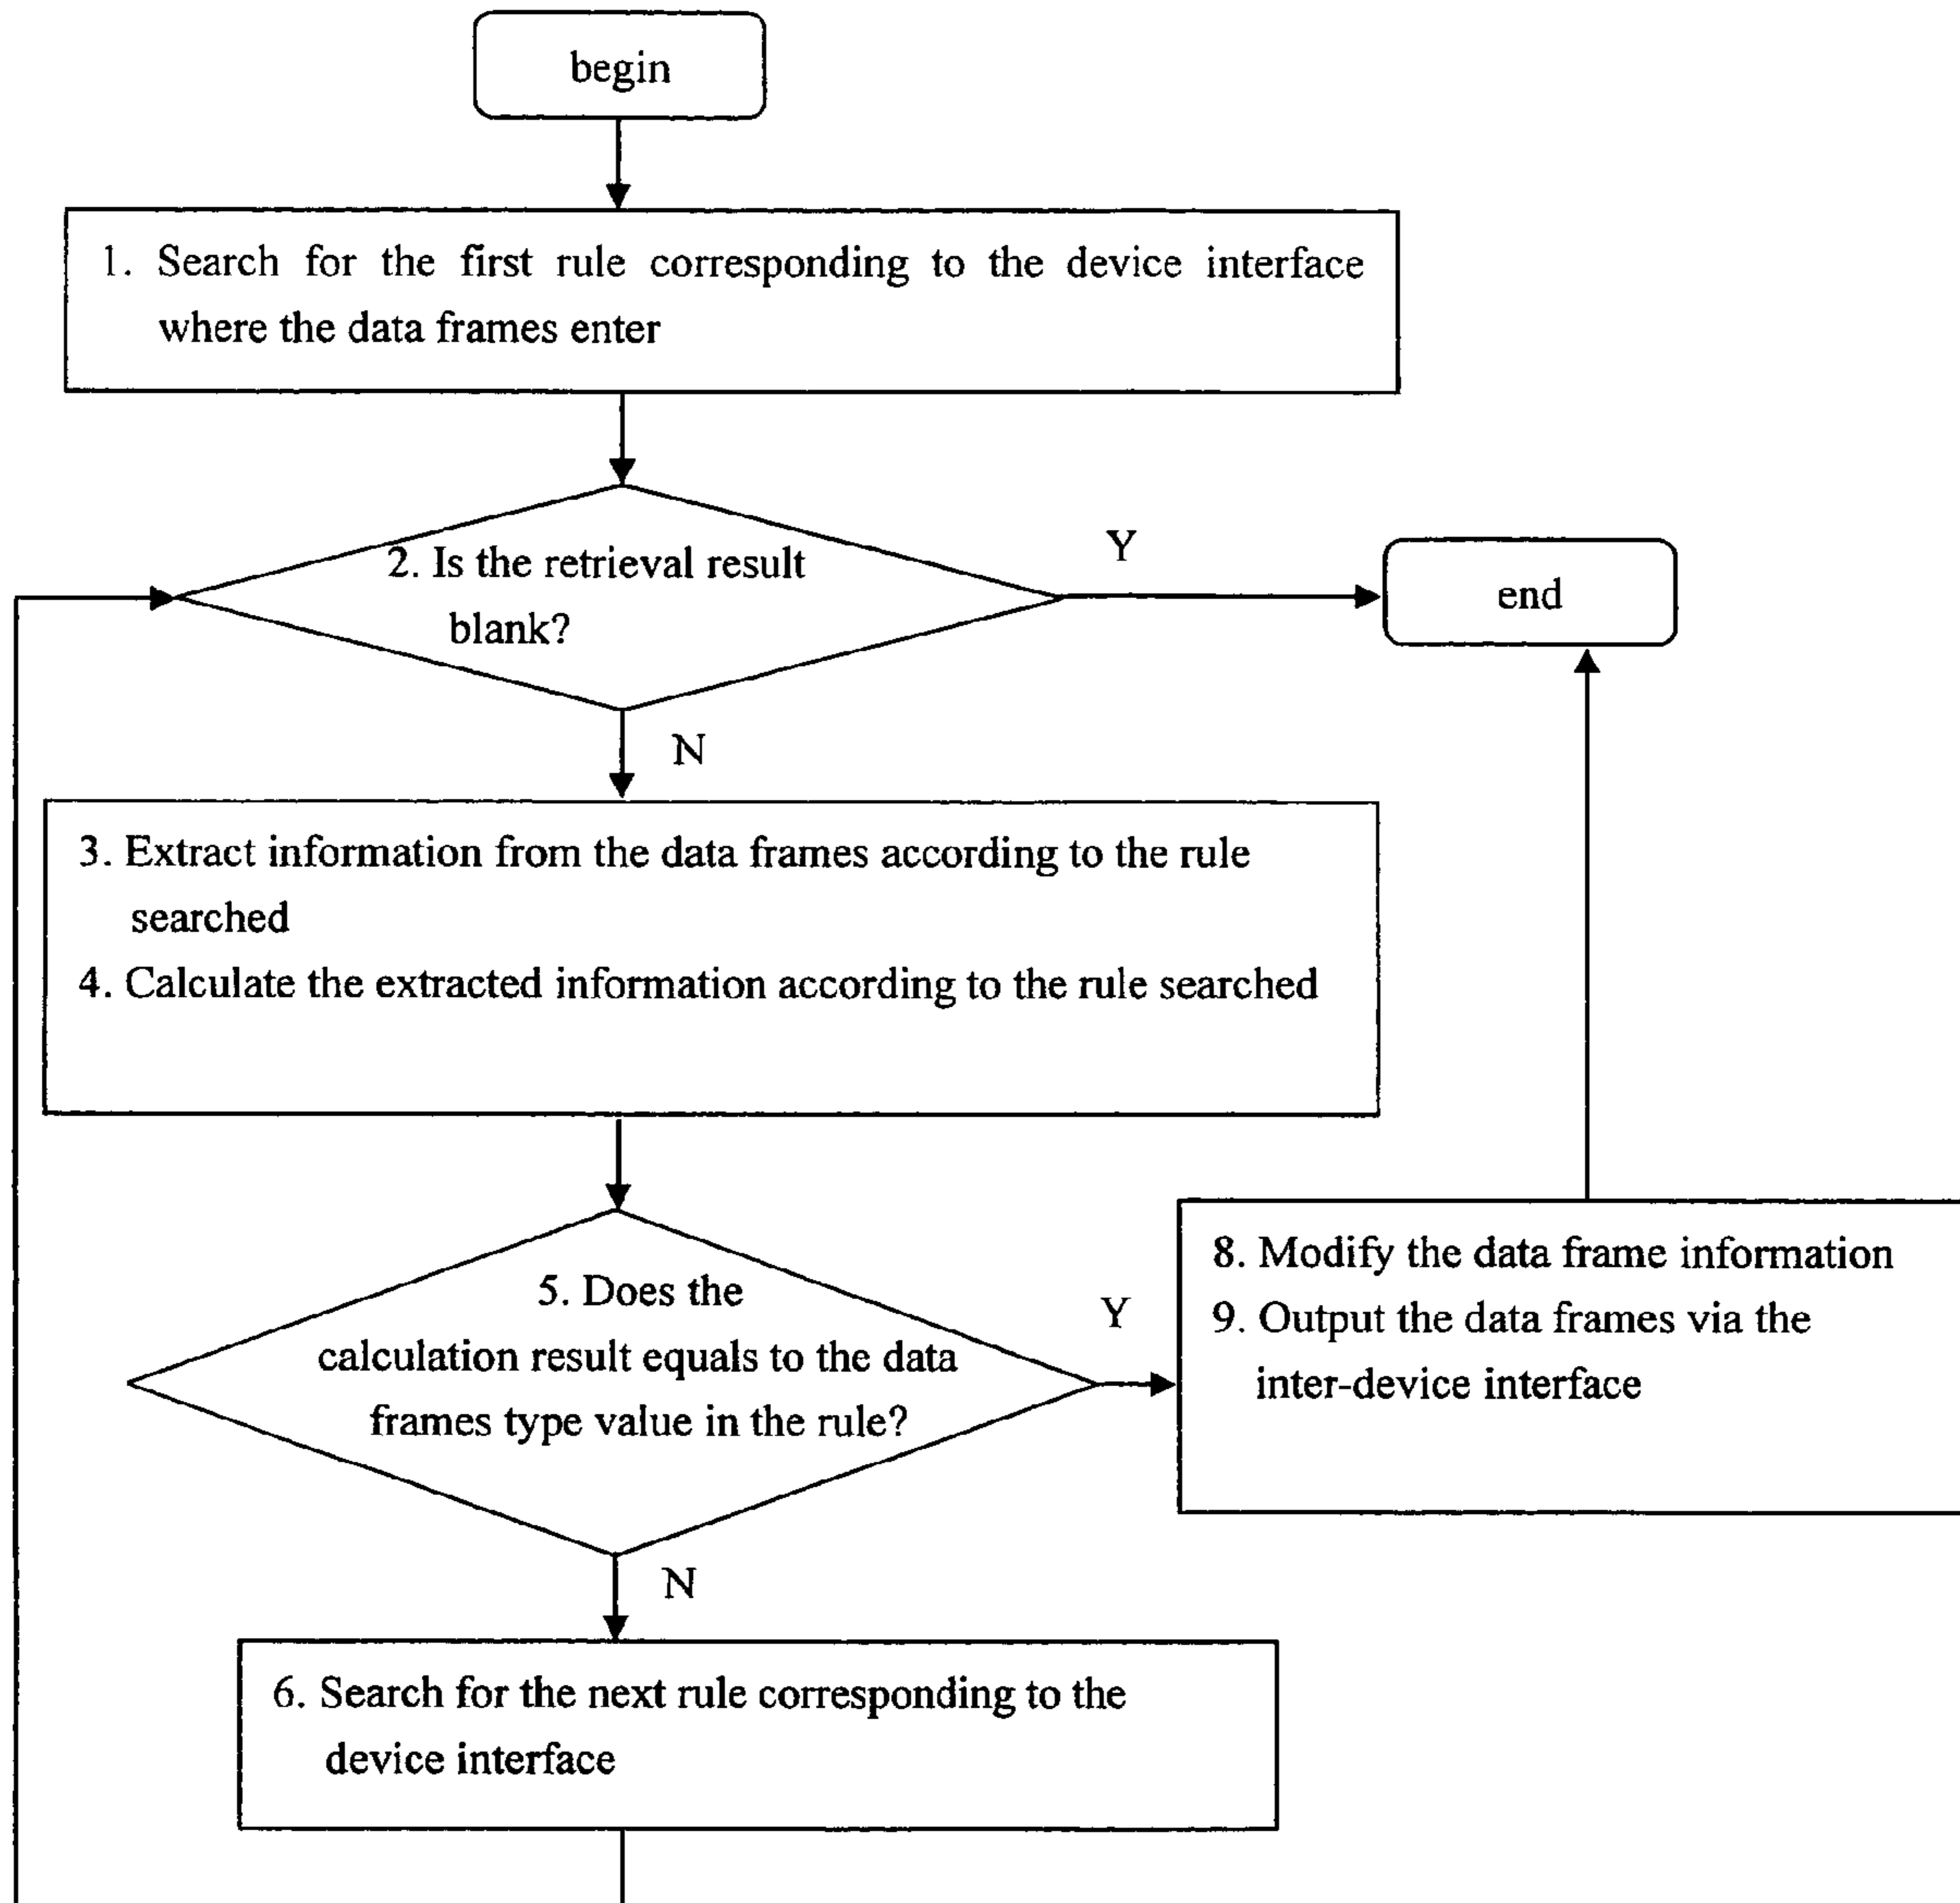 begin
1. Search for the first rule corresponding to the device interface
where the data frames enter
2. Is the retrieval result
blank?
Y
end
N
3. Extract information from the data frames according to the rule
searched
4. Calculate the extracted information according to the rule searched
5. Does the
calculation result equals to the data
frames type value in the rule?
Y
8. Modify the data frame information
9. Output the data frames via the
inter-device interface
N
6. Search for the next rule corresponding to the
device interface